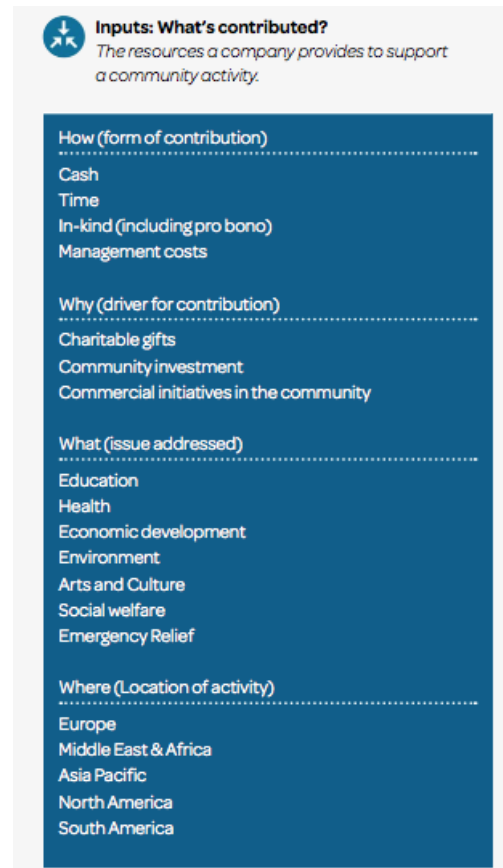 Inputs: What's contributed?
The resources a company provides to support
a community activity.
How (form of contribution)
Cash
Time
In-kind (including pro bono)
Management costs
Why (driver for contribution)
Charitable gifts
Community investment
Commercial initiatives in the community
What (issue addressed)
Education
Health
Economic development
Environment
Arts and Culture
Social welfare
Emergency Relief
Where (Location of activity)
Europe
Middle East & Africa
Asia Pacific
North America
South America